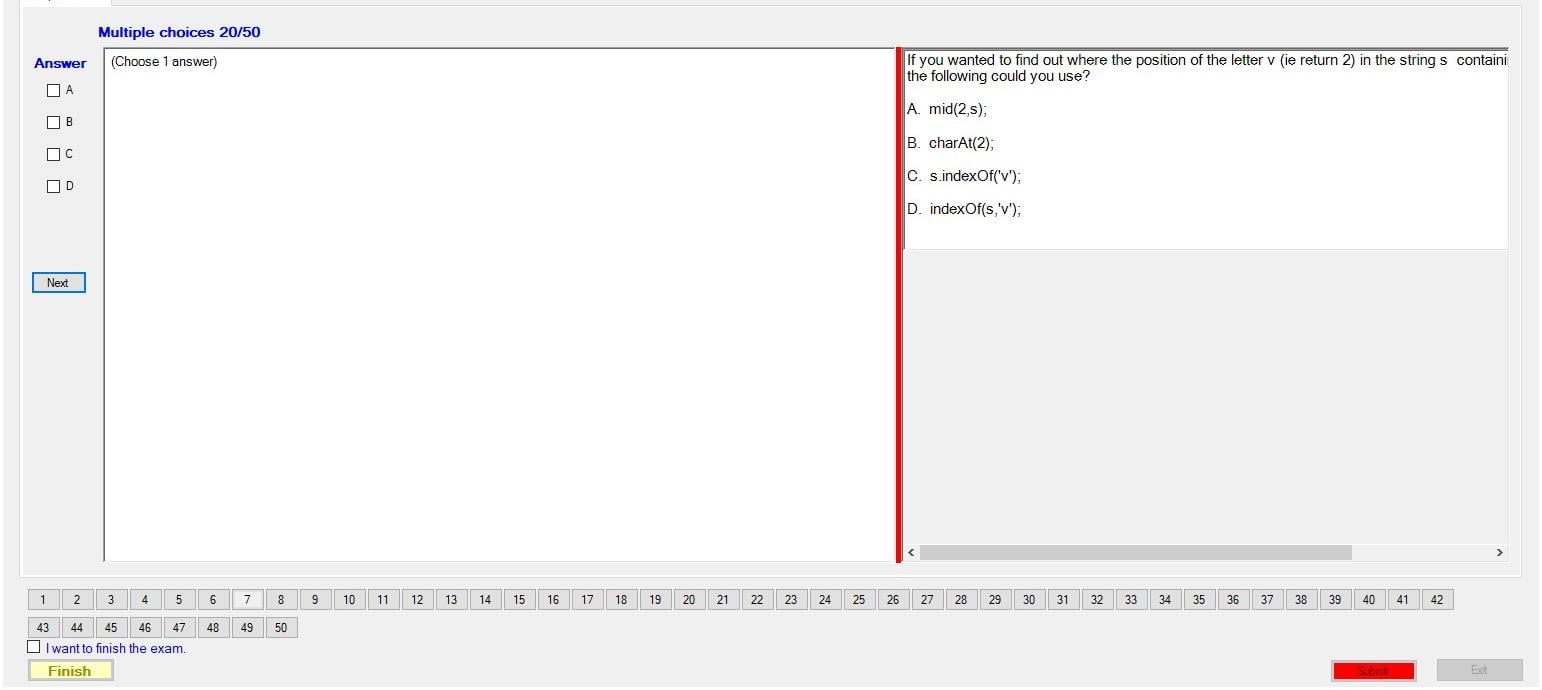 Multiple choices 20/50
Answer
(Choose 1 answer)
A
B
C
D
Next
If you wanted to find out where the position of the letter v (ie return 2) in the string s containi
the following could you use?
A. mid(2,s);
B. charAt(2);
C. s.indexOf('v');
D. indexOf(s,'v');
1 2 3 4 5 6 7 8 9 10 11 12 13 14 15 16 17 18 19 20 21 22 23 24 25 26 27 28 29 30 31 32 33 34 35 36 37 38 39 40 41 42
43 44 45 46 47 48 49 50
I want to finish the exam.
Finish
Submit
Exit